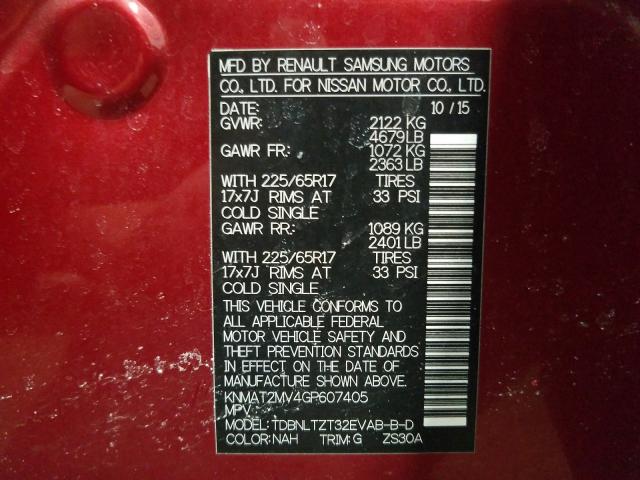 MFD BY RENAULT SAMSUNG MOTORS
CO., LTD. FOR NISSAN MOTOR CO., LTD.
DATE: 10 / 15
GVWR: 2122 KG
4679 LB
GAWR FR: 1072 KG
2363 LB
WITH 225/65R17 TIRES
17x7J RIMS AT 33 PSI
COLD SINGLE
GAWR RR: 1089 KG
2401 LB
WITH 225/65R17 TIRES
17x7J RIMS AT 33 PSI
COLD SINGLE
THIS VEHICLE CONFORMS TO
ALL APPLICABLE FEDERAL
MOTOR VEHICLE SAFETY AND
THEFT PREVENTION STANDARDS
IN EFFECT ON THE DATE OF
MANUFACTURE SHOWN ABOVE.
KNMAT2MV4GP607405
MPV
MODEL: TDBNLTZT32EVAB-B-D
COLOR: NAH TRIM: G ZS30A